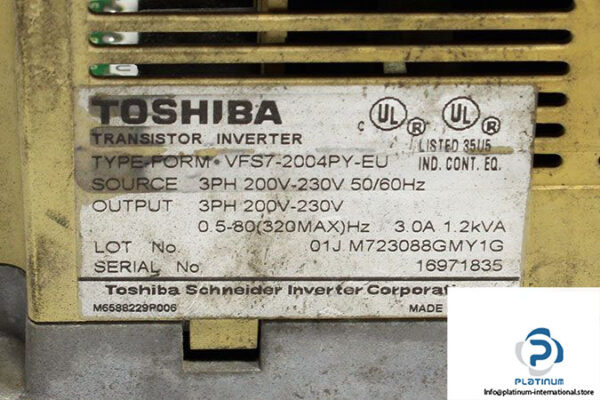 TOSHIBA
TRANSISTOR INVERTER
UL ® UL ®
LISTED 35U5
IND. CONT. EQ.
TYPE-FORM • VFS7-2004PY-EU
SOURCE 3PH 200V-230V 50/60Hz
OUTPUT 3PH 200V-230V
0.5-80(320MAX)Hz 3.0A 1.2kVA
LOT No. 01J M723088GMY1G
SERIAL No. 16971835
Toshiba Schneider Inverter Corporation
M6588229P006 MADE
PLATINUM
Info@platinum-international.store